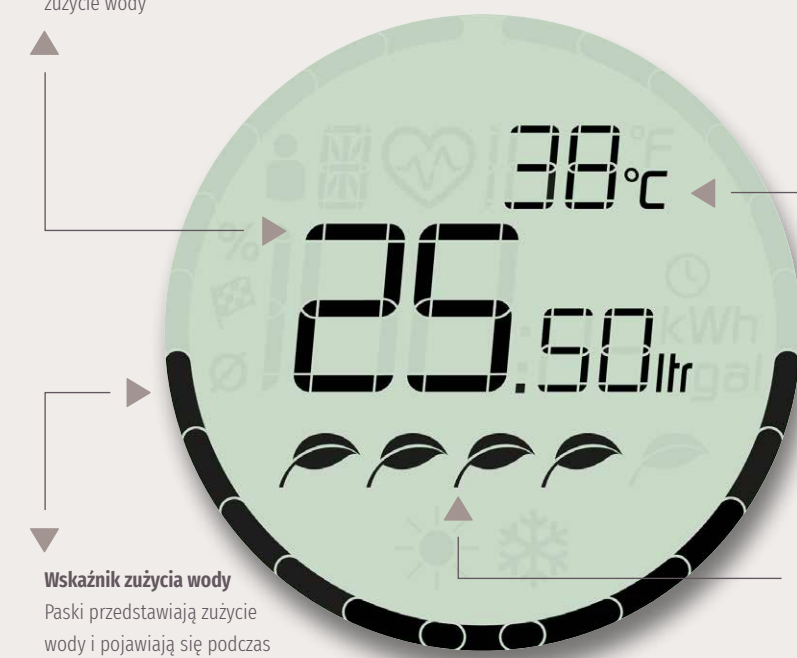 zużycie wody
38°C
°F
%
25.50ltr
kWh
gal
Wskaźnik zużycia wody
Paski przedstawiają zużycie
wody i pojawiają się podczas